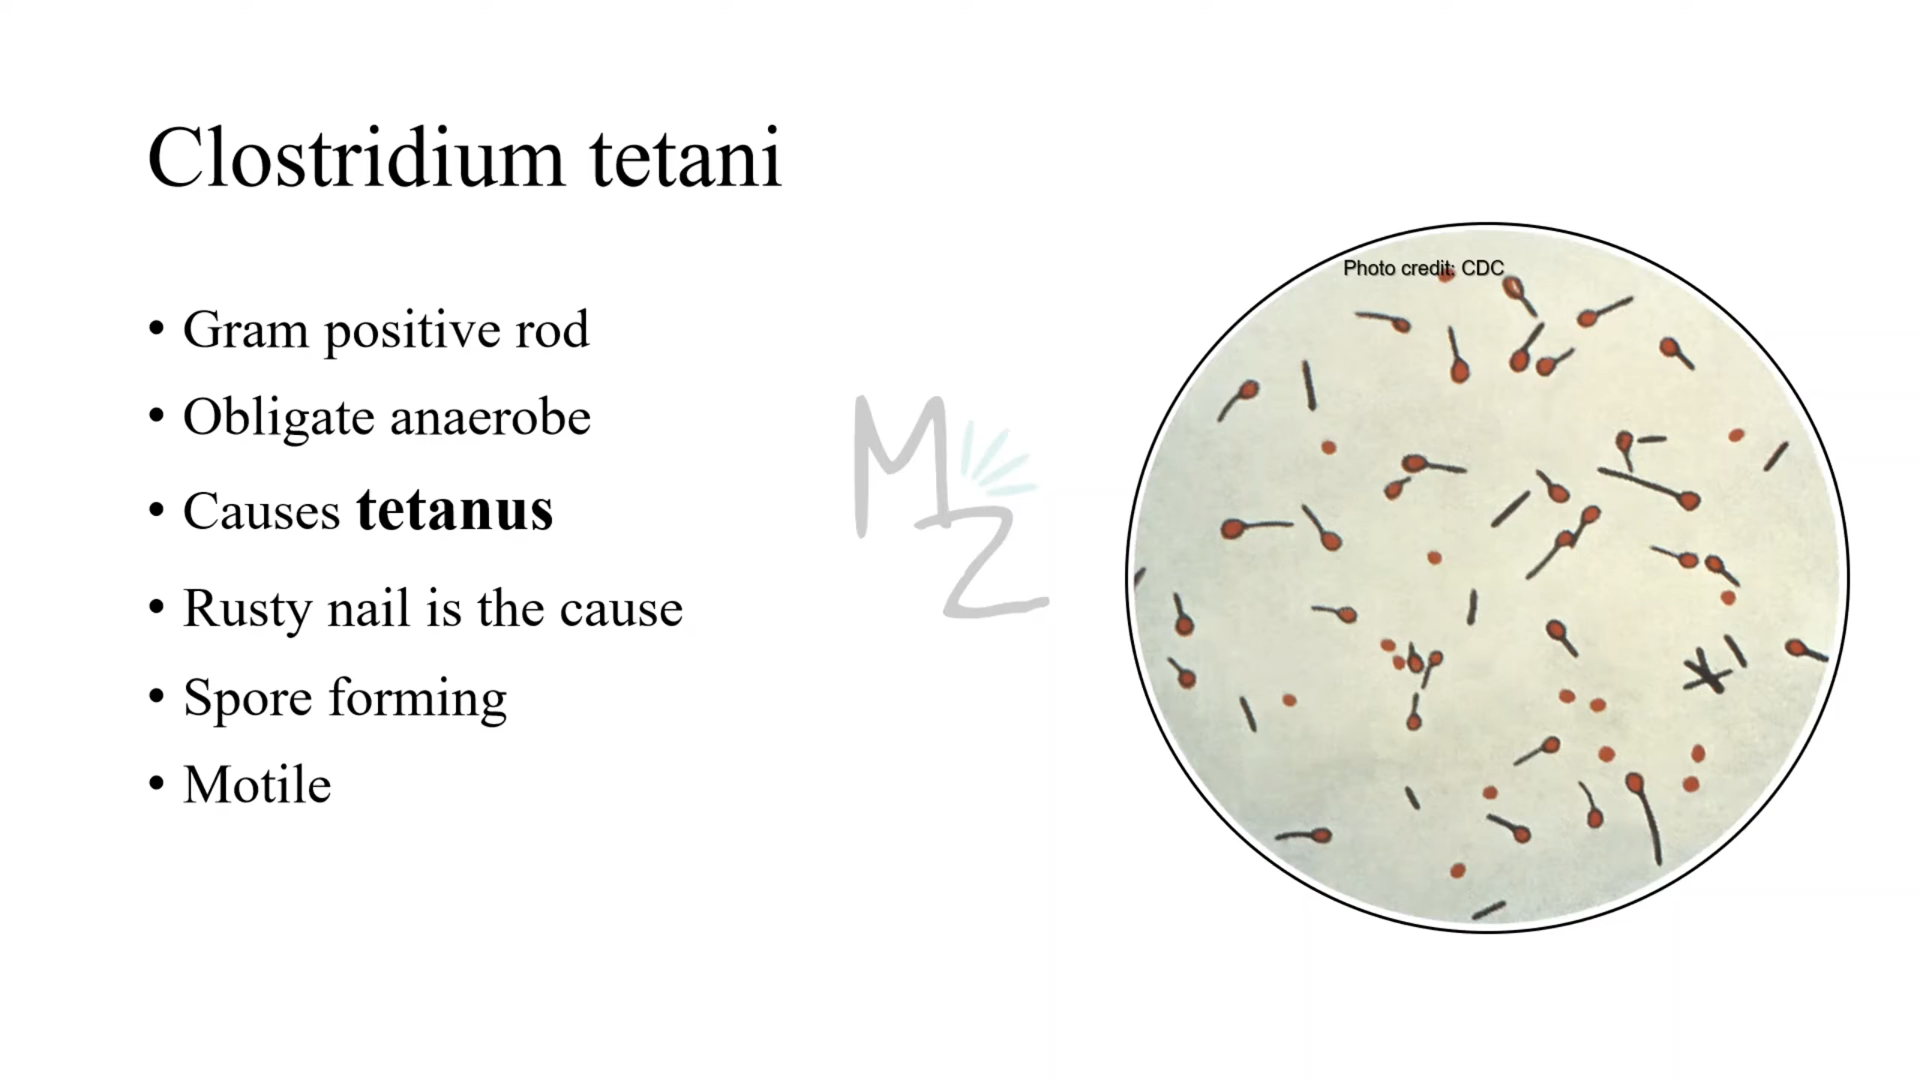 Clostridium tetani
Photo credit: CDC
• Gram positive rod
• Obligate anaerobe
• Causes tetanus
• Rusty nail is the cause
• Spore forming
• Motile
MZ